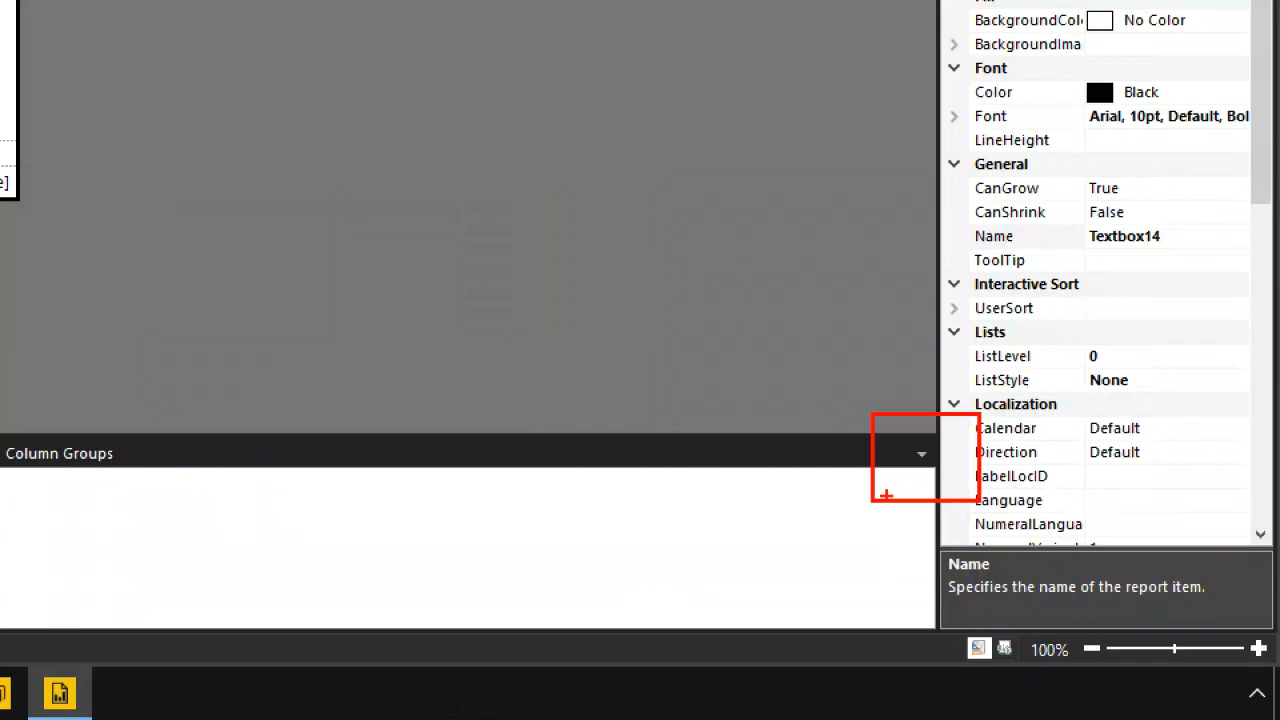 BackgroundColo No Color
BackgroundIma
Font
Color Black
Font Arial, 10pt, Default, Bol
LineHeight
General
CanGrow True
CanShrink False
Name Textbox14
ToolTip
Interactive Sort
UserSort
Lists
ListLevel 0
ListStyle None
Localization
Calendar Default
Direction Default
LabelLocID
Language
NumeralLangua
e]
Column Groups
Name
Specifies the name of the report item.
100%